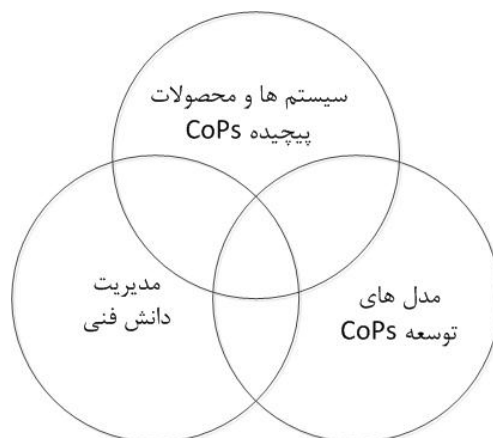 سیستم ها و محصولات
پیچیده CoPs
مدیریت
دانش فنی
مدل های
توسعه CoPs